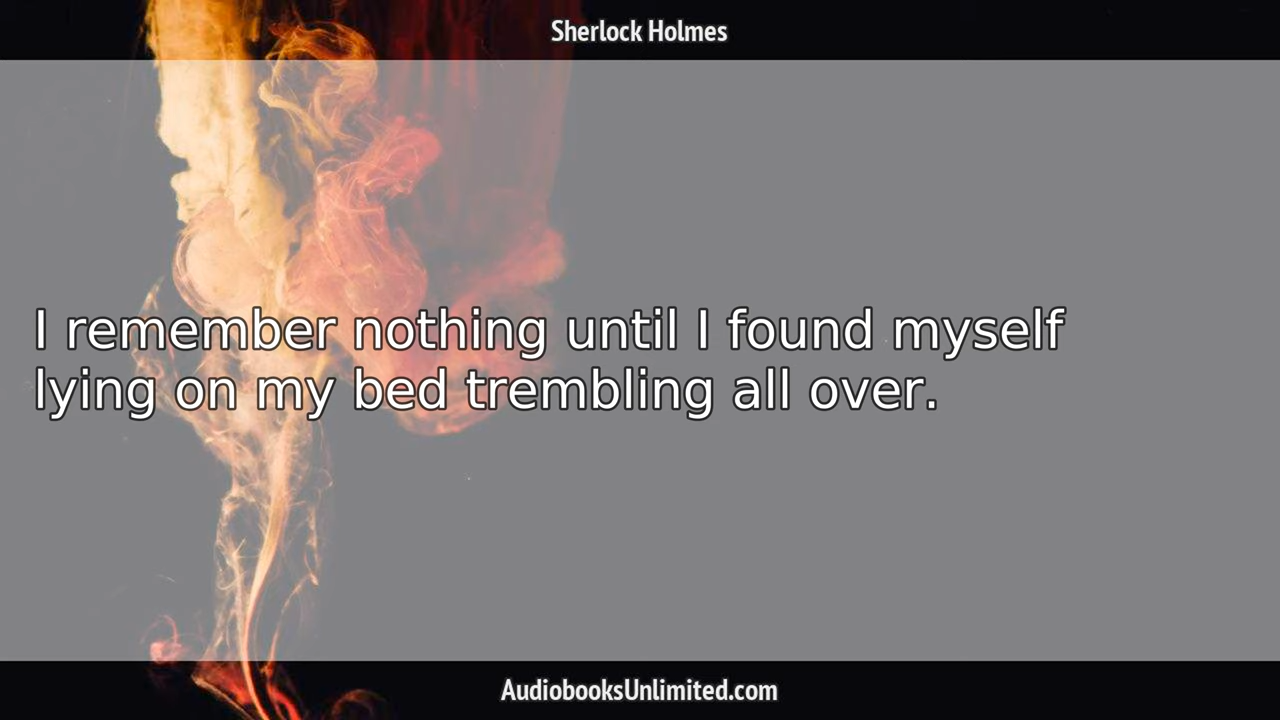 Sherlock Holmes
I remember nothing until I found myself
lying on my bed trembling all over.
AudiobooksUnlimited.com